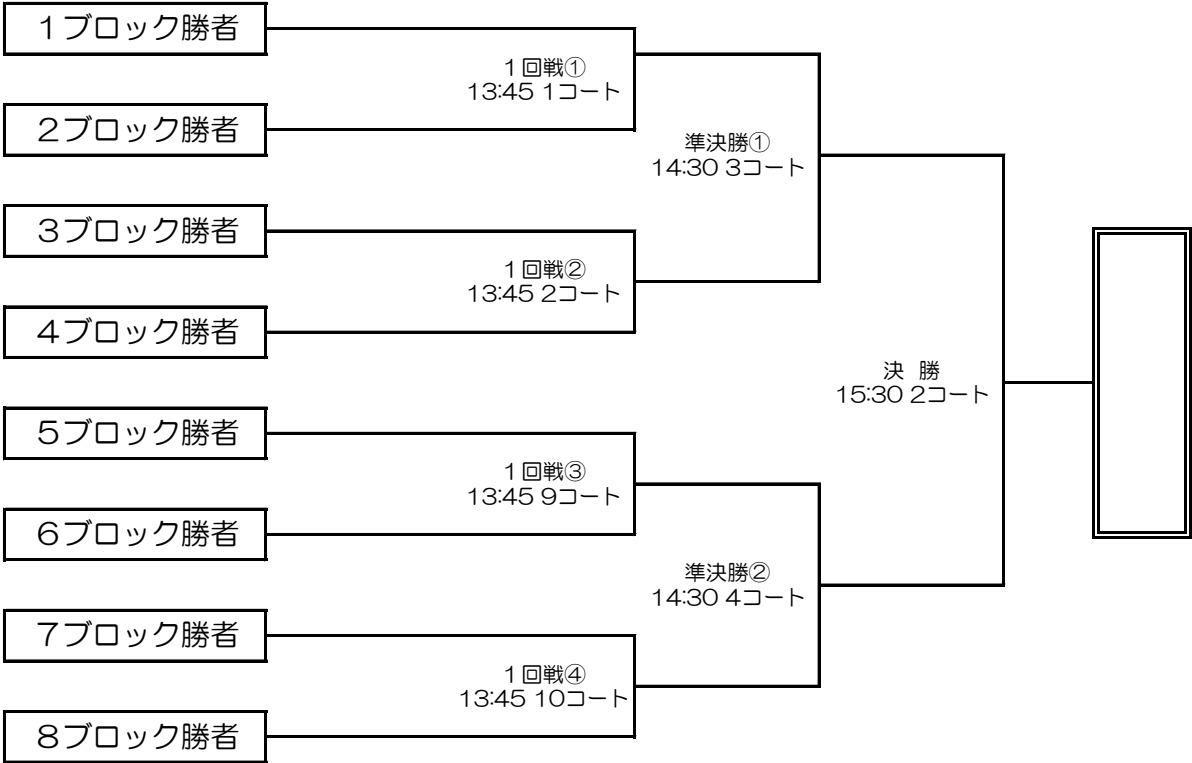 １ブロック勝者
１回戦①
13:45 1コート
２ブロック勝者
準決勝①
14:30 3コート
３ブロック勝者
１回戦②
13:45 2コート
４ブロック勝者
決 勝
15:30 2コート
５ブロック勝者
１回戦③
13:45 9コート
６ブロック勝者
準決勝②
14:30 4コート
７ブロック勝者
１回戦④
13:45 10コート
８ブロック勝者